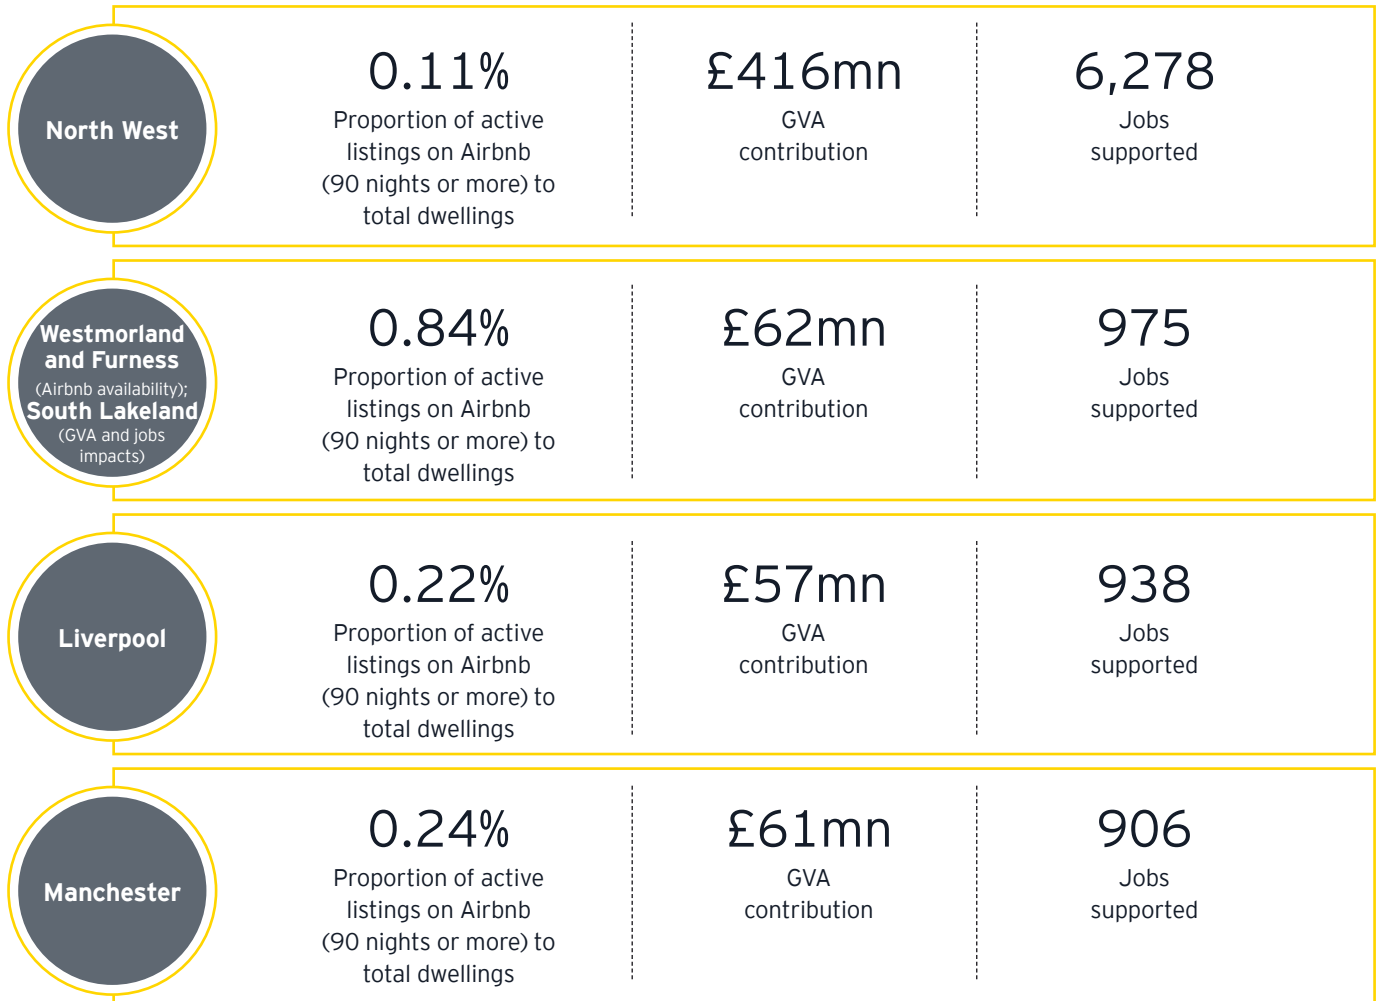 North West
0.11%
Proportion of active
listings on Airbnb
(90 nights or more) to
total dwellings
£416mn
GVA
contribution
6,278
Jobs
supported
Westmorland
and Furness
(Airbnb availability);
South Lakeland
(GVA and jobs
impacts)
0.84%
Proportion of active
listings on Airbnb
(90 nights or more) to
total dwellings
£62mn
GVA
contribution
975
Jobs
supported
Liverpool
0.22%
Proportion of active
listings on Airbnb
(90 nights or more) to
total dwellings
£57mn
GVA
contribution
938
Jobs
supported
Manchester
0.24%
Proportion of active
listings on Airbnb
(90 nights or more) to
total dwellings
£61mn
GVA
contribution
906
Jobs
supported